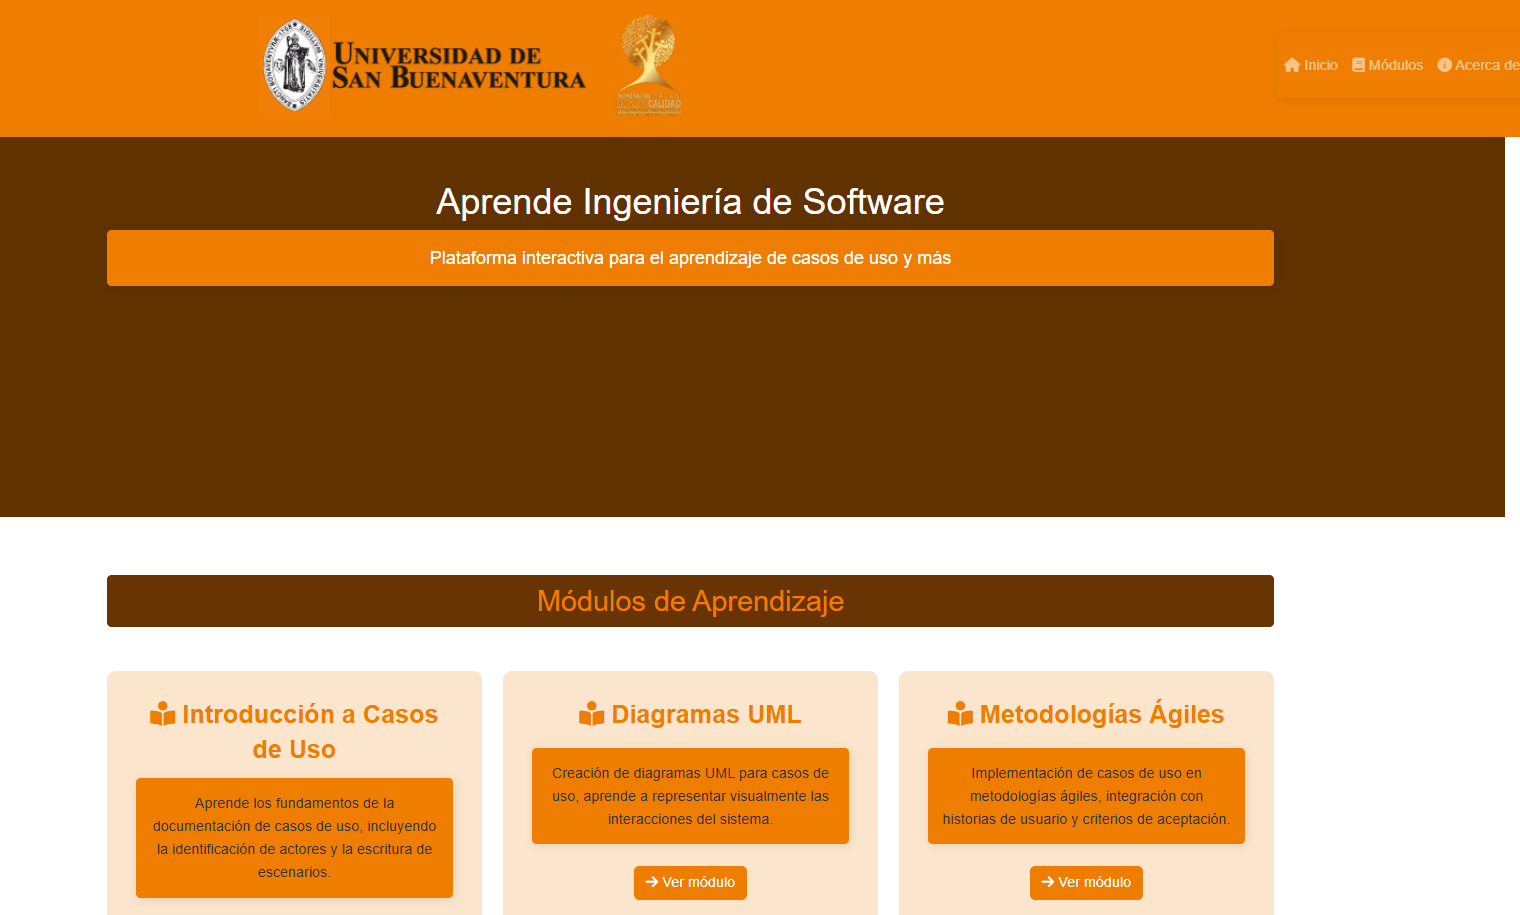 UNIVERSIDAD DE
SAN BUENAVENTURA
CALIDAD
Inicio Módulos Acerca de
Aprende Ingeniería de Software
Plataforma interactiva para el aprendizaje de casos de uso y más
Módulos de Aprendizaje
Introducción a Casos
de Uso
Aprende los fundamentos de la
documentación de casos de uso, incluyendo
la identificación de actores y la escritura de
escenarios.
Diagramas UML
Creación de diagramas UML para casos de
uso, aprende a representar visualmente las
interacciones del sistema.
Ver módulo
Metodologías Ágiles
Implementación de casos de uso en
metodologías ágiles, integración con
historias de usuario y criterios de aceptación.
Ver módulo